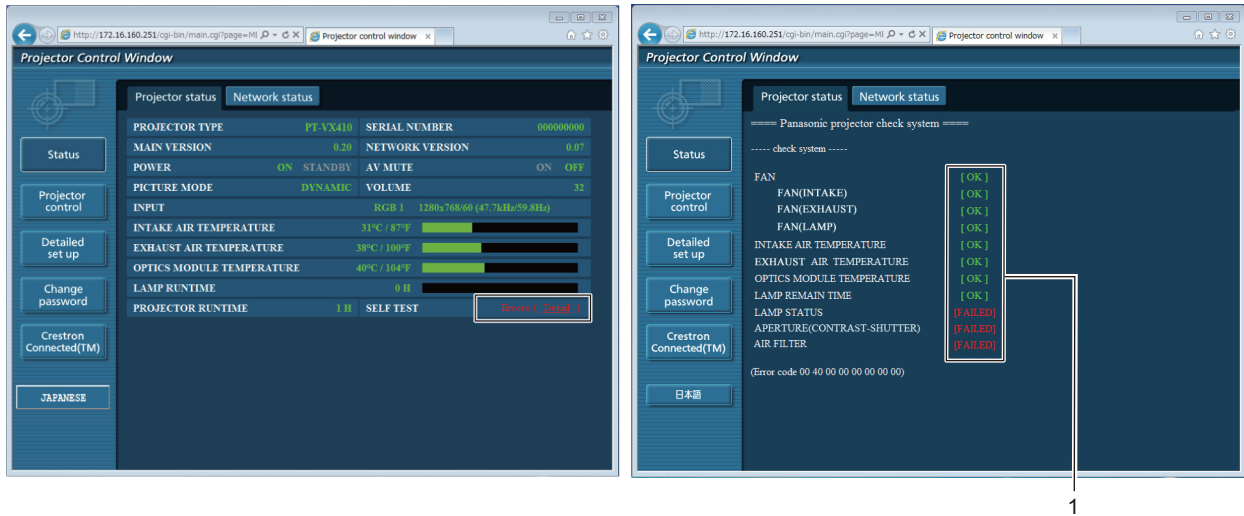 http://172.16.160.251/cgi-bin/main.cgi?page=Mi
Projector control window
Projector Control Window
Projector status Network status
PROJECTOR TYPE PT-VX410 SERIAL NUMBER 000000000
MAIN VERSION 0.20 NETWORK VERSION 0.07
POWER ON STANDBY AV MUTE ON OFF
PICTURE MODE DYNAMIC VOLUME 32
INPUT RGB 1 1280x768/60 (47.7kHz/59.8Hz)
INTAKE AIR TEMPERATURE 31°C / 87°F
EXHAUST AIR TEMPERATURE 38°C / 100°F
OPTICS MODULE TEMPERATURE 40°C / 104°F
LAMP RUNTIME 0 H
PROJECTOR RUNTIME 1 H SELF TEST Errors ( Detail )
Status
Projector
control
Detailed
set up
Change
password
Crestron
Connected(TM)
JAPANESE
http://172.16.160.251/cgi-bin/main.cgi?page=Mi
Projector control window
Projector Control Window
Projector status Network status
==== Panasonic projector check system ====
----- check system -----
FAN [ OK ]
FAN(INTAKE) [ OK ]
FAN(EXHAUST) [ OK ]
FAN(LAMP) [ OK ]
INTAKE AIR TEMPERATURE [ OK ]
EXHAUST AIR TEMPERATURE [ OK ]
OPTICS MODULE TEMPERATURE [ OK ]
LAMP REMAIN TIME [ OK ]
LAMP STATUS [FAILED]
APERTURE(CONTRAST-SHUTTER) [FAILED]
AIR FILTER [FAILED]
(Error code 00 40 00 00 00 00 00 00)
Status
Projector
control
Detailed
set up
Change
password
Crestron
Connected(TM)
日本語
1